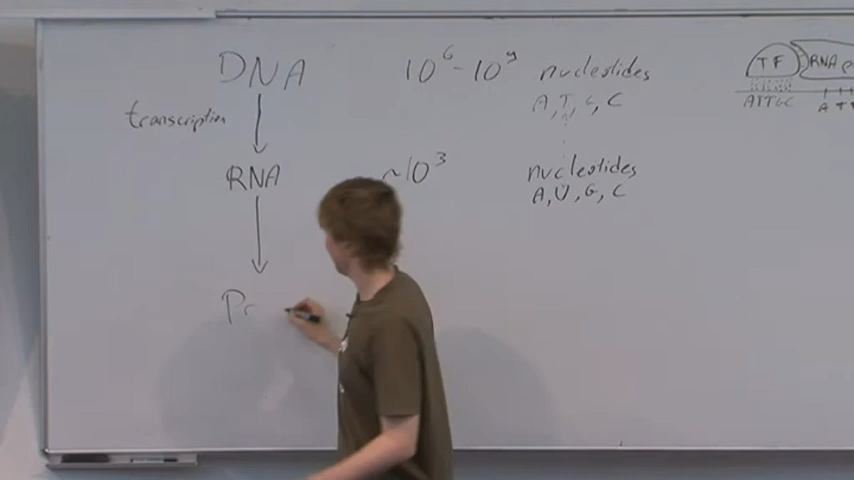 DNA 10^6 - 10^9 nucleotides
A, T, G, C
transcription
RNA ~10^3 nucleotides
A, U, G, C
Pr
TF RNA P
ATTGC A T T